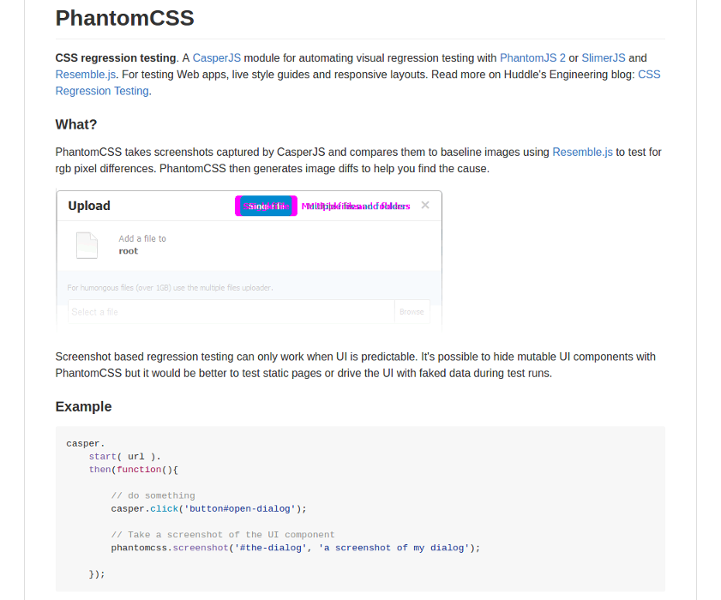 PhantomCSS
CSS regression testing. A CasperJS module for automating visual regression testing with PhantomJS 2 or SlimerJS and
Resemble.js. For testing Web apps, live style guides and responsive layouts. Read more on Huddle's Engineering blog: CSS
Regression Testing.
What?
PhantomCSS takes screenshots captured by CasperJS and compares them to baseline images using Resemble.js to test for
rgb pixel differences. PhantomCSS then generates image diffs to help you find the cause.
Upload
Add a file to
root
For humongous files (over 1GB) use the multiple files uploader.
Select a file
Browse
Screenshot based regression testing can only work when UI is predictable. It's possible to hide mutable UI components with
PhantomCSS but it would be better to test static pages or drive the UI with faked data during test runs.
Example
casper.
start( url ).
then(function(){
// do something
casper.click('button#open-dialog');
// Take a screenshot of the UI component
phantomcss.screenshot('#the-dialog', 'a screenshot of my dialog');
});